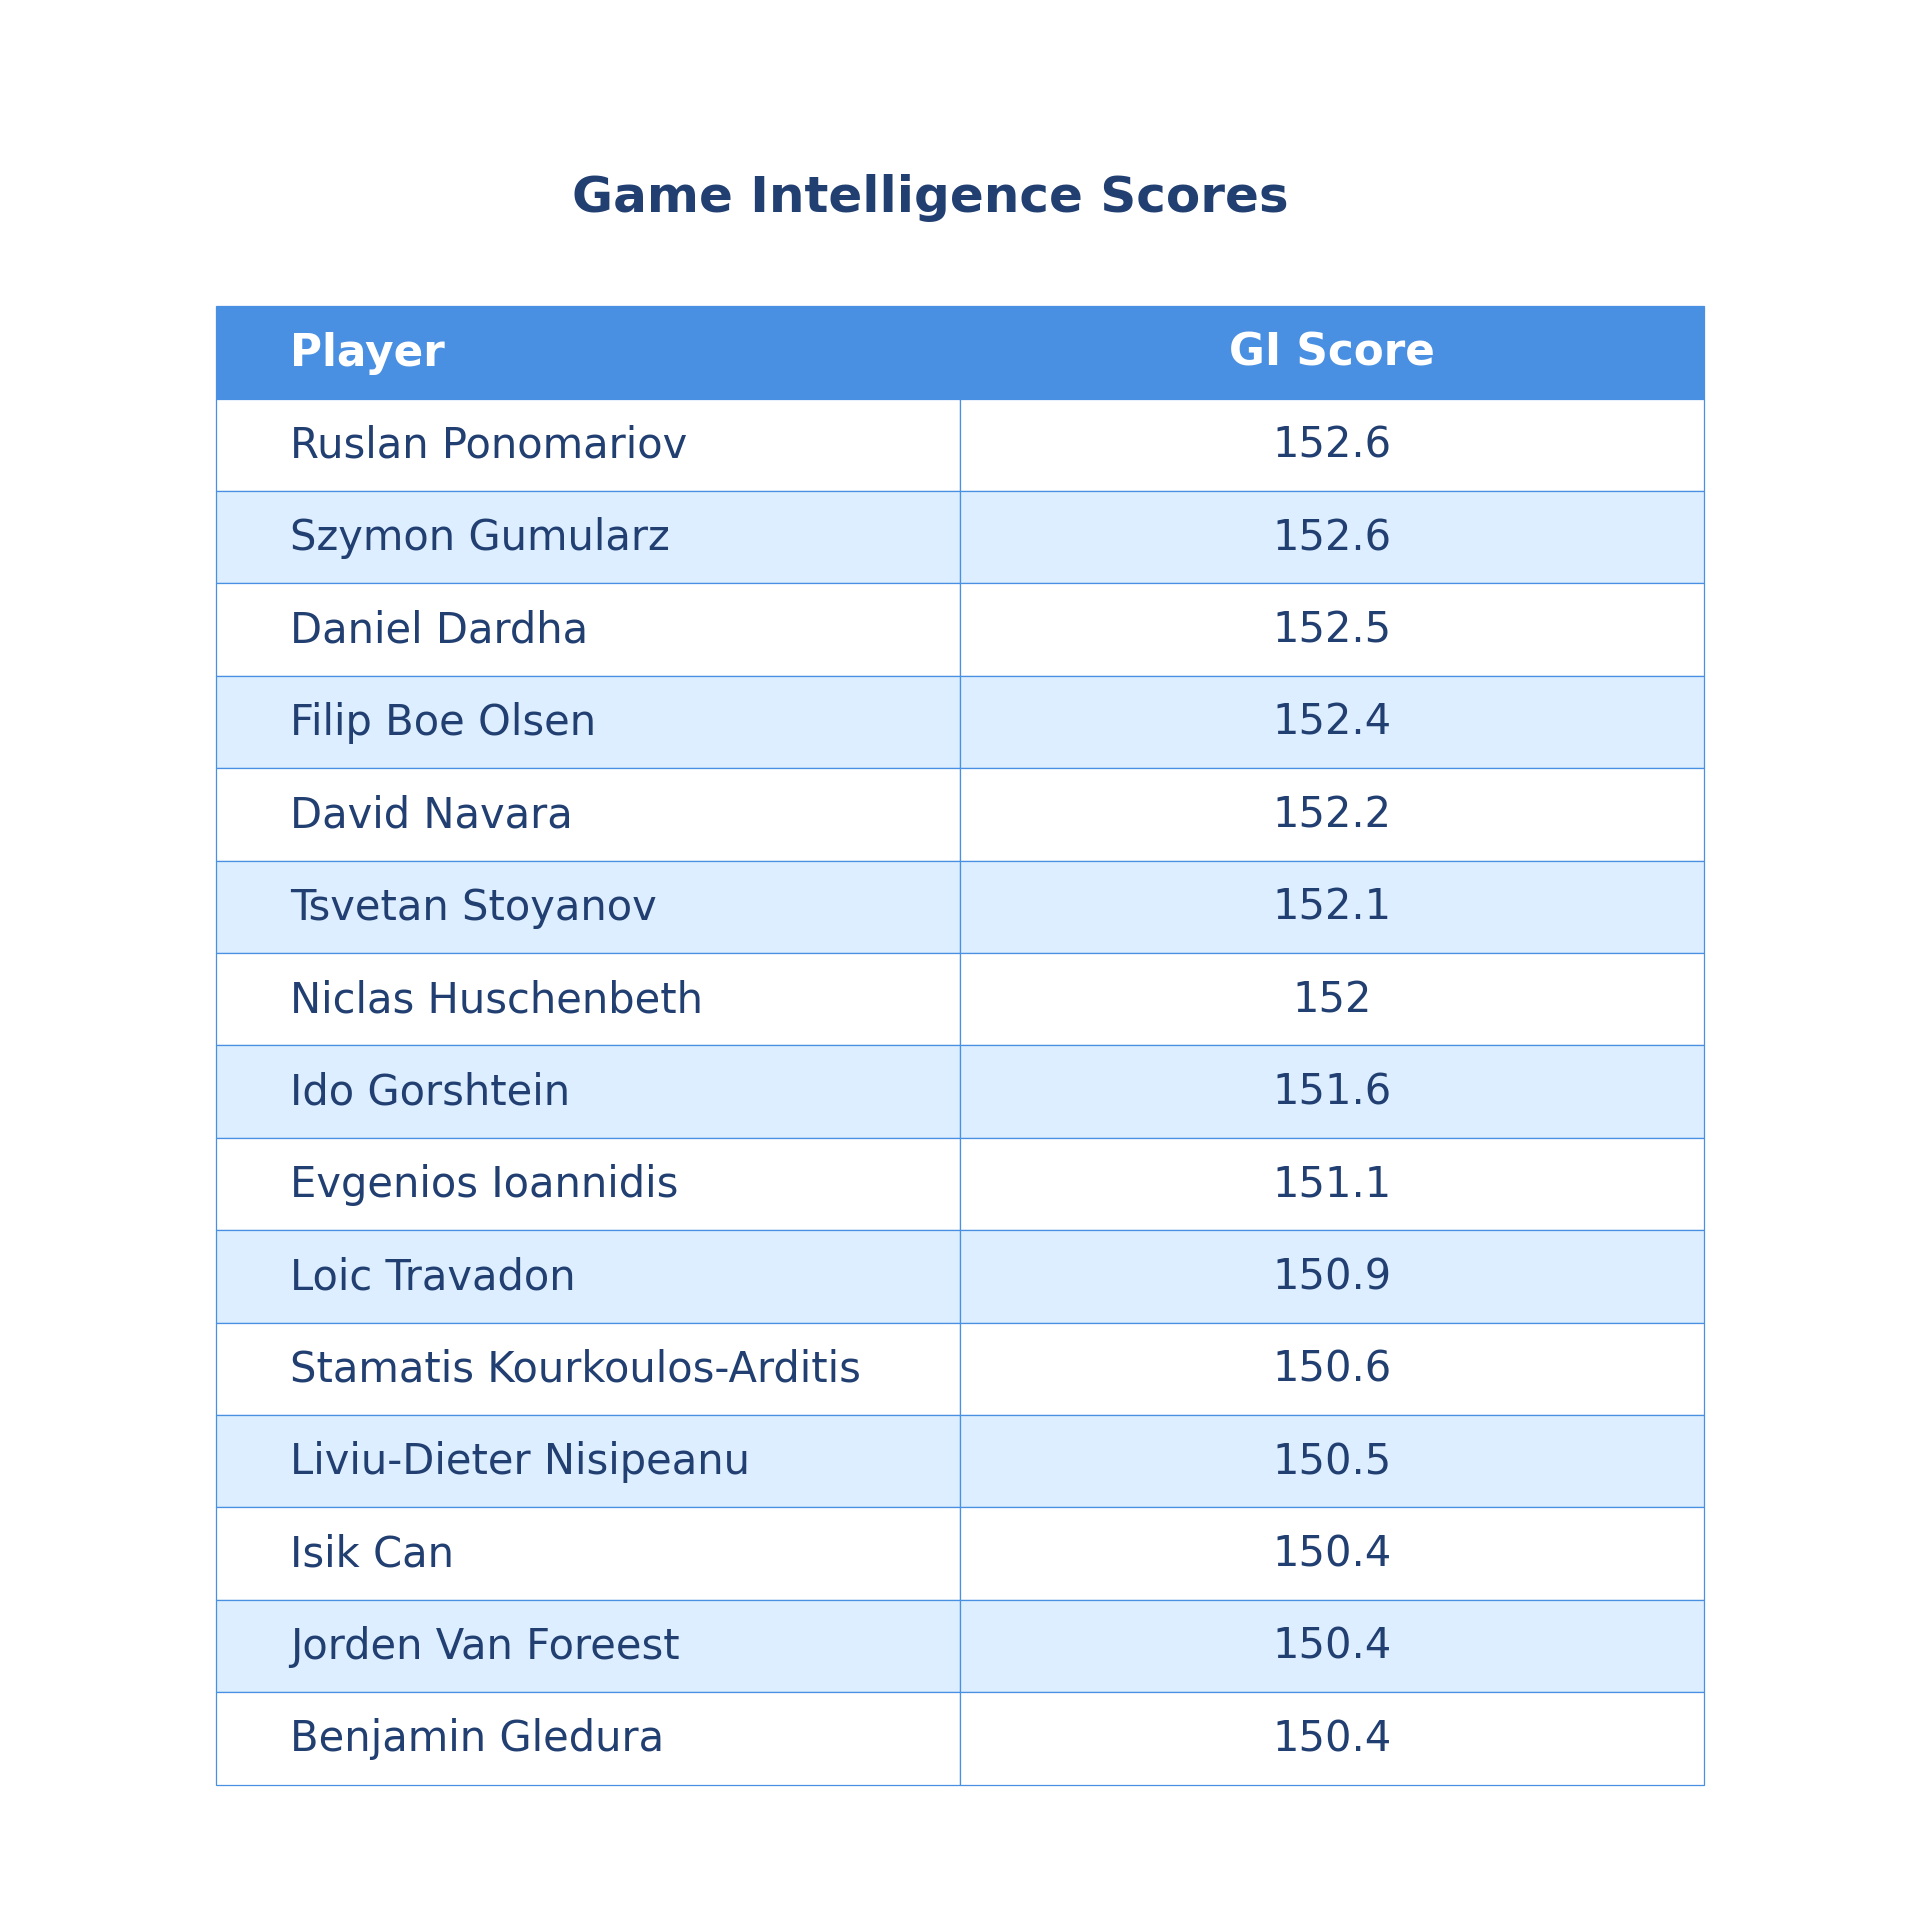 Game Intelligence Scores
Player GI Score
Ruslan Ponomariov 152.6
Szymon Gumularz 152.6
Daniel Dardha 152.5
Filip Boe Olsen 152.4
David Navara 152.2
Tsvetan Stoyanov 152.1
Niclas Huschenbeth 152
Ido Gorshtein 151.6
Evgenios Ioannidis 151.1
Loic Travadon 150.9
Stamatis Kourkoulos-Arditis 150.6
Liviu-Dieter Nisipeanu 150.5
Isik Can 150.4
Jorden Van Foreest 150.4
Benjamin Gledura 150.4